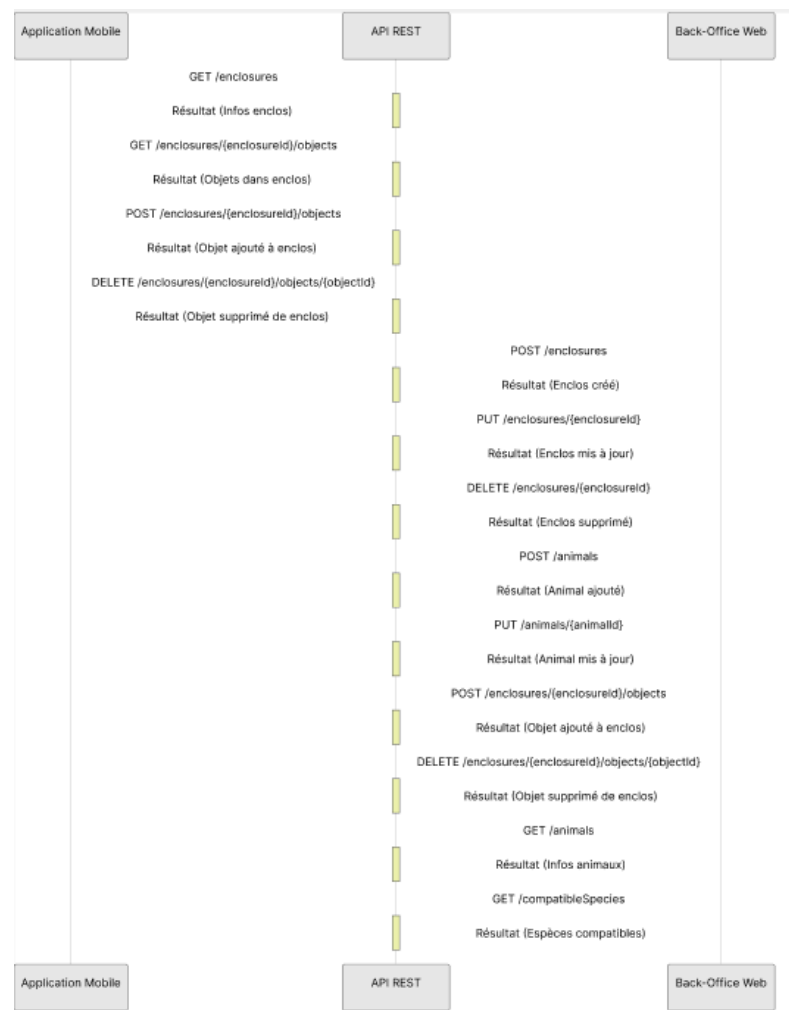 Application Mobile
API REST
Back-Office Web
GET /enclosures
Résultat (Infos enclos)
GET /enclosures/{enclosureId}/objects
Résultat (Objets dans enclos)
POST /enclosures/{enclosureId}/objects
Résultat (Objet ajouté à enclos)
DELETE /enclosures/{enclosureId}/objects/{objectId}
Résultat (Objet supprimé de enclos)
POST /enclosures
Résultat (Enclos créé)
PUT /enclosures/{enclosureId}
Résultat (Enclos mis à jour)
DELETE /enclosures/{enclosureId}
Résultat (Enclos supprimé)
POST /animals
Résultat (Animal ajouté)
PUT /animals/{animalId}
Résultat (Animal mis à jour)
POST /enclosures/{enclosureId}/objects
Résultat (Objet ajouté à enclos)
DELETE /enclosures/{enclosureId}/objects/{objectId}
Résultat (Objet supprimé de enclos)
GET /animals
Résultat (Infos animaux)
GET /compatibleSpecies
Résultat (Espèces compatibles)
Application Mobile
API REST
Back-Office Web